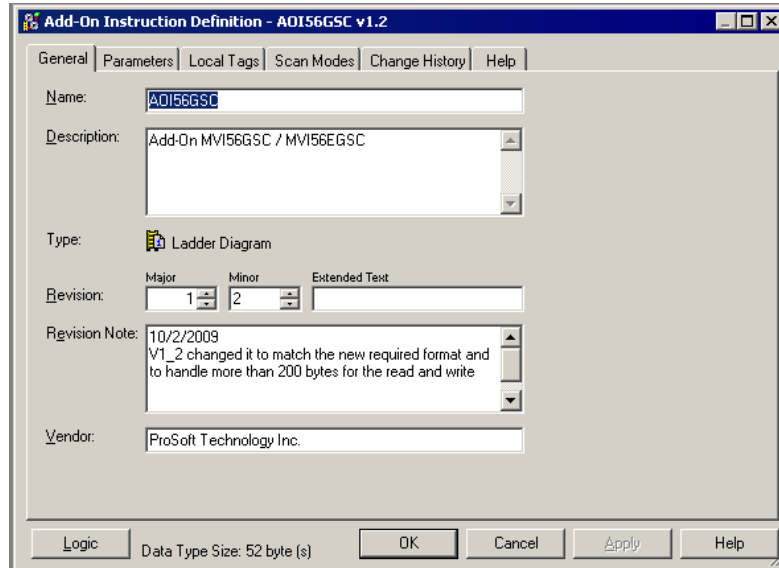 Add-On Instruction Definition - AOI56GSC v1.2
General Parameters Local Tags Scan Modes Change History Help
Name: AOI56GSC
Description: Add-On MVI56GSC / MVI56EGSC
Type: Ladder Diagram
Major Minor Extended Text
Revision: 1 2
Revision Note: 10/2/2009
V1_2 changed it to match the new required format and
to handle more than 200 bytes for the read and write
Vendor: ProSoft Technology Inc.
Logic Data Type Size: 52 byte (s) OK Cancel Apply Help